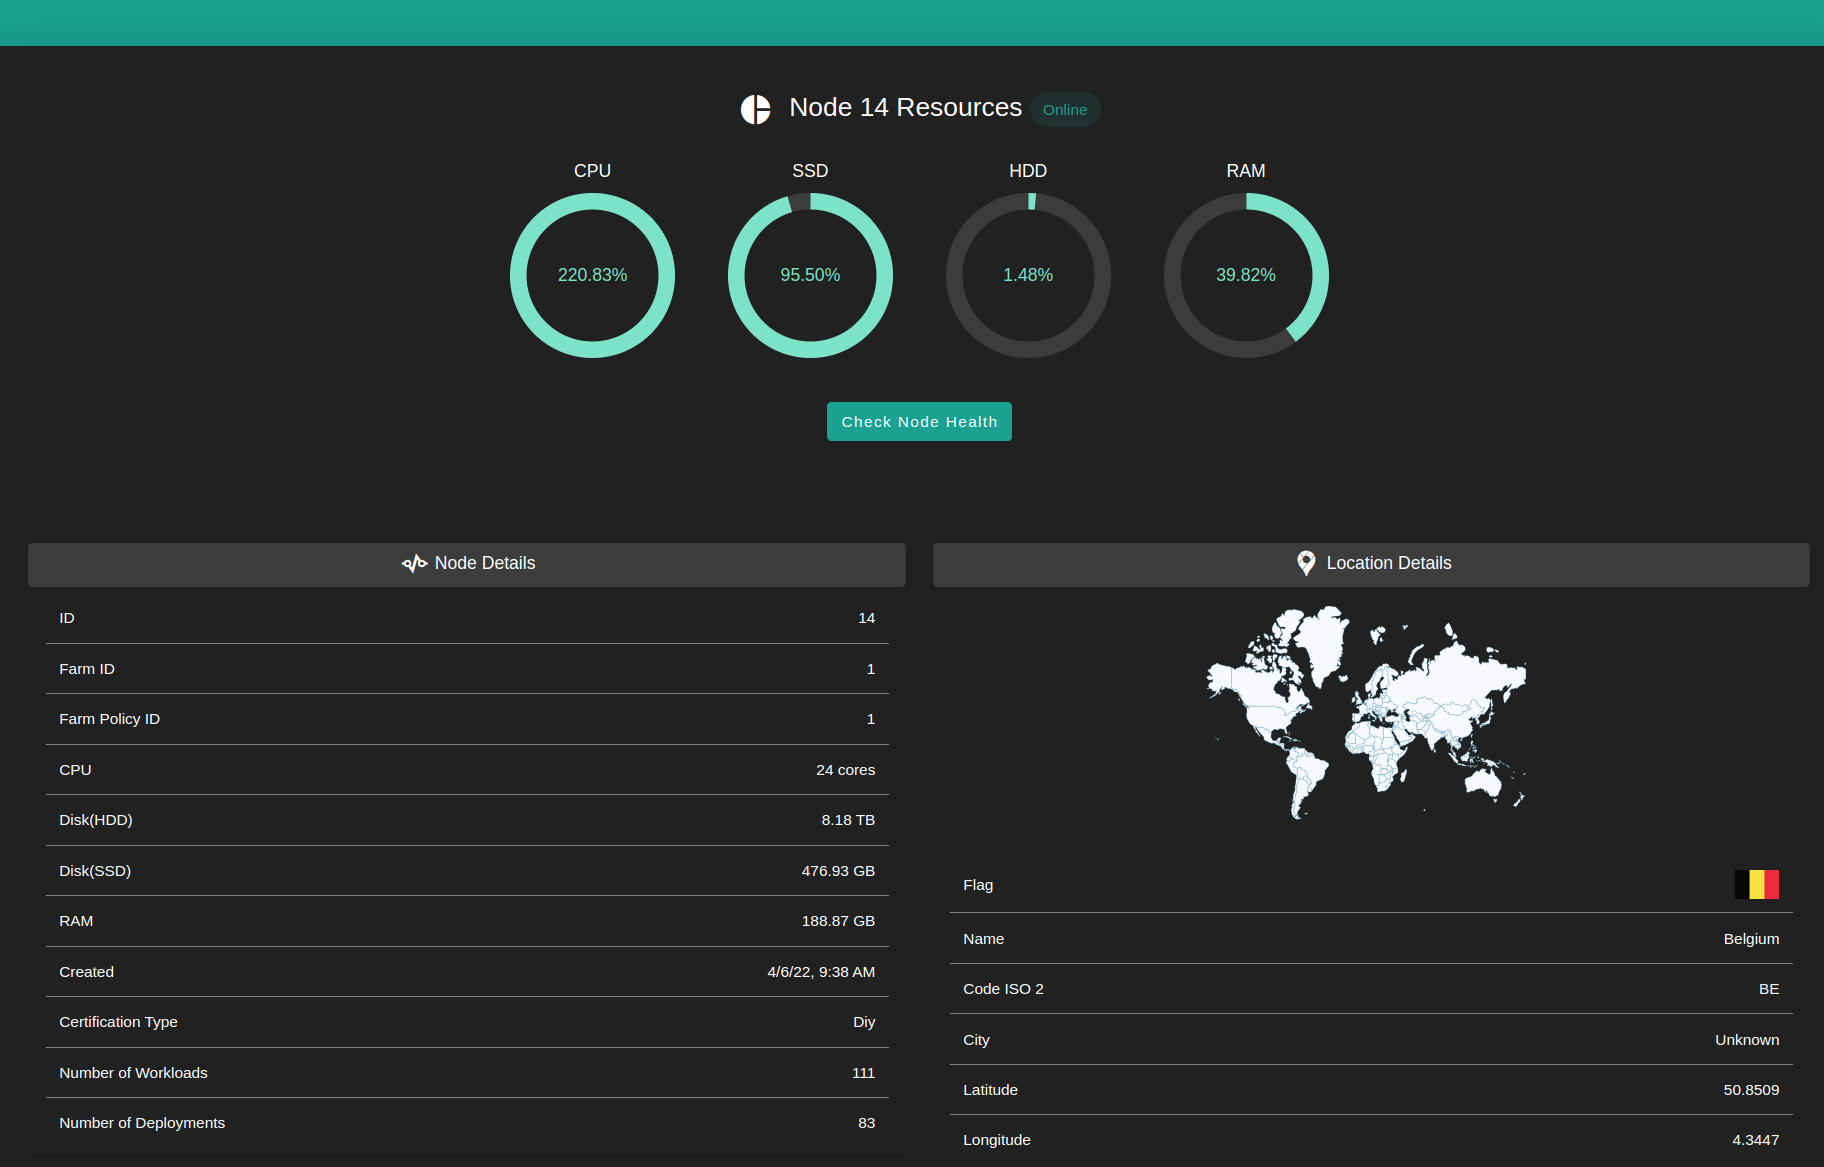 Node 14 Resources Online
CPU SSD HDD RAM
220.83% 95.50% 1.48% 39.82%
Check Node Health
Node Details
ID 14
Farm ID 1
Farm Policy ID 1
CPU 24 cores
Disk(HDD) 8.18 TB
Disk(SSD) 476.93 GB
RAM 188.87 GB
Created 4/6/22, 9:38 AM
Certification Type Diy
Number of Workloads 111
Number of Deployments 83
Location Details
Flag
Name Belgium
Code ISO 2 BE
City Unknown
Latitude 50.8509
Longitude 4.3447